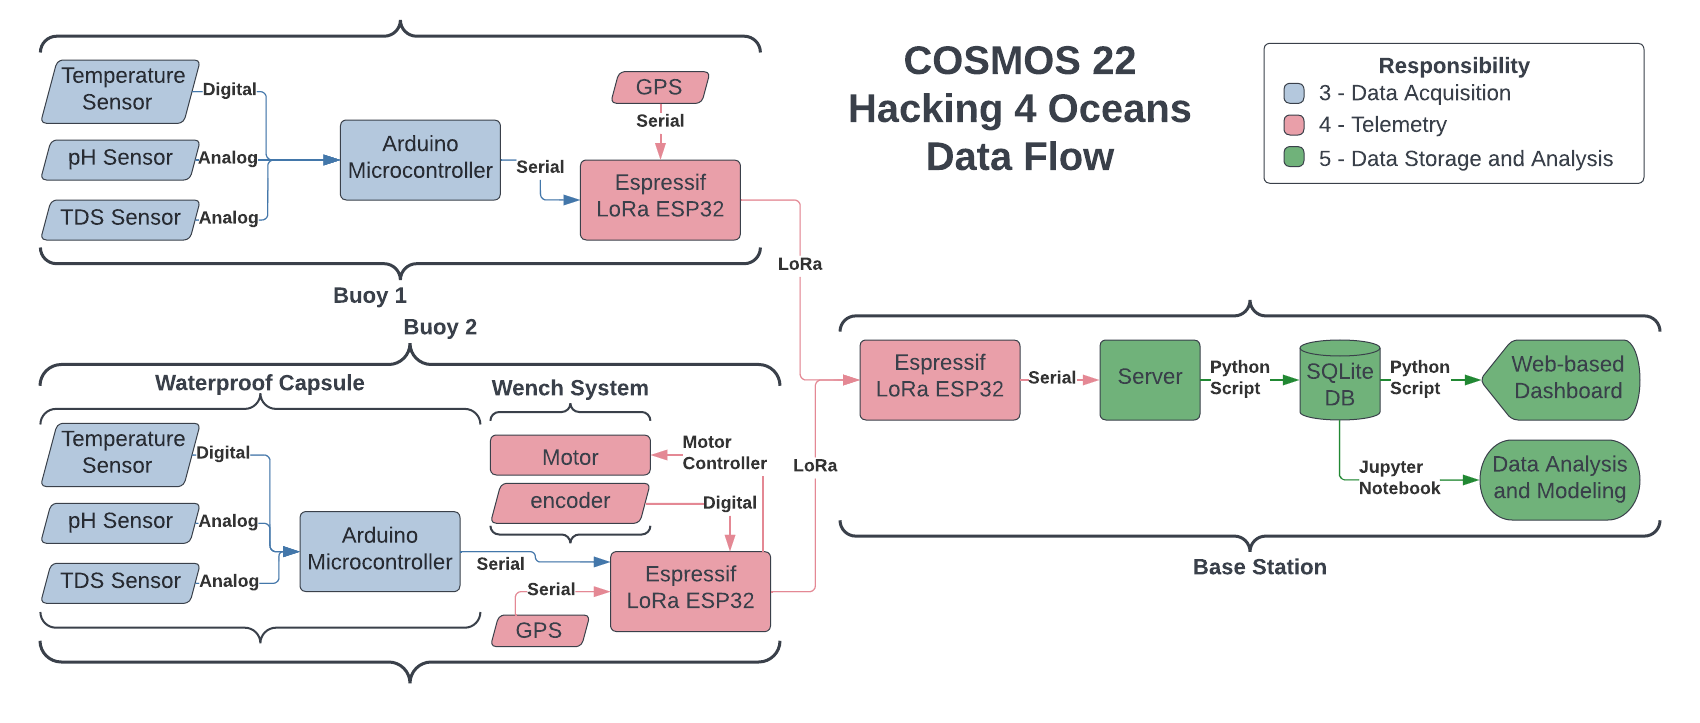 COSMOS 22
Hacking 4 Oceans
Data Flow
Responsibility
3 - Data Acquisition
4 - Telemetry
5 - Data Storage and Analysis
Temperature
Sensor
Digital
pH Sensor
Analog
TDS Sensor
Analog
Arduino
Microcontroller
Serial
GPS
Serial
Espressif
LoRa ESP32
LoRa
Buoy 1
Buoy 2
Waterproof Capsule
Temperature
Sensor
Digital
pH Sensor
Analog
TDS Sensor
Analog
Arduino
Microcontroller
Serial
Wench System
Motor
Motor
Controller
encoder
Digital
Espressif
LoRa ESP32
Serial
GPS
LoRa
Espressif
LoRa ESP32
Serial
Server
Python
Script
SQLite
DB
Python
Script
Web-based
Dashboard
Jupyter
Notebook
Data Analysis
and Modeling
Base Station